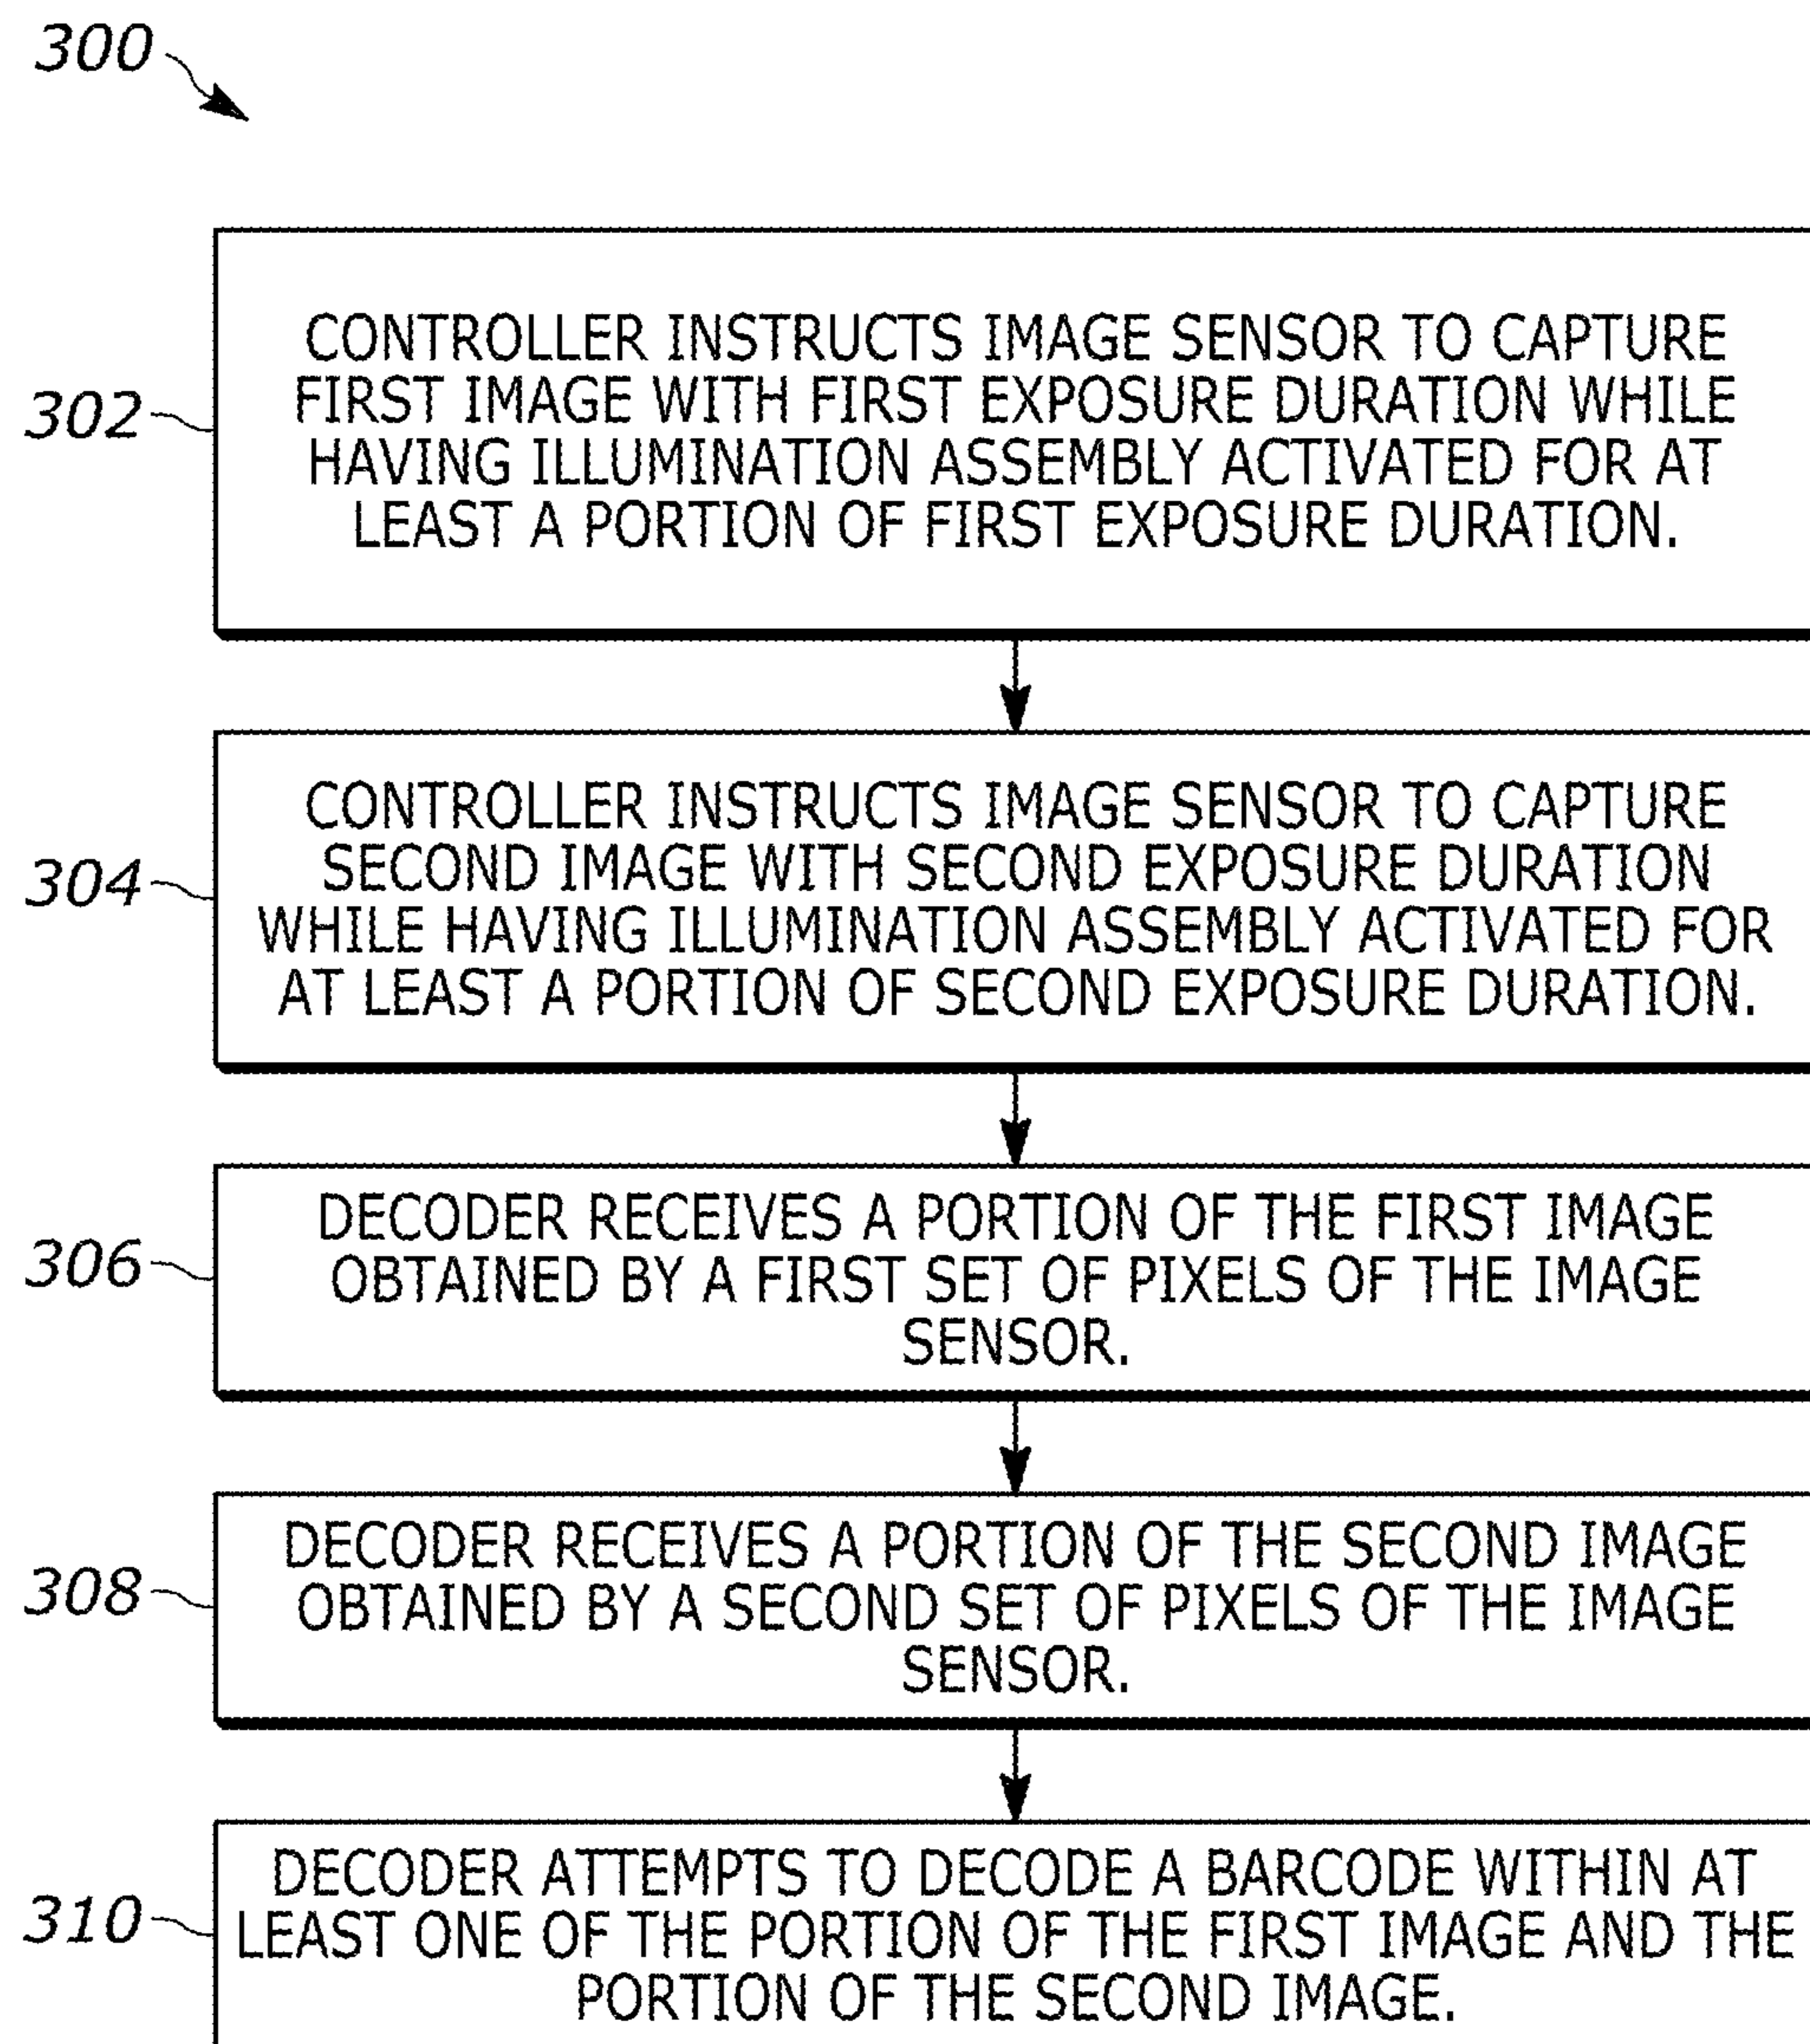 300
302
CONTROLLER INSTRUCTS IMAGE SENSOR TO CAPTURE
FIRST IMAGE WITH FIRST EXPOSURE DURATION WHILE
HAVING ILLUMINATION ASSEMBLY ACTIVATED FOR AT
LEAST A PORTION OF FIRST EXPOSURE DURATION.
304
CONTROLLER INSTRUCTS IMAGE SENSOR TO CAPTURE
SECOND IMAGE WITH SECOND EXPOSURE DURATION
WHILE HAVING ILLUMINATION ASSEMBLY ACTIVATED FOR
AT LEAST A PORTION OF SECOND EXPOSURE DURATION.
306
DECODER RECEIVES A PORTION OF THE FIRST IMAGE
OBTAINED BY A FIRST SET OF PIXELS OF THE IMAGE
SENSOR.
308
DECODER RECEIVES A PORTION OF THE SECOND IMAGE
OBTAINED BY A SECOND SET OF PIXELS OF THE IMAGE
SENSOR.
310
DECODER ATTEMPTS TO DECODE A BARCODE WITHIN AT
LEAST ONE OF THE PORTION OF THE FIRST IMAGE AND THE
PORTION OF THE SECOND IMAGE.